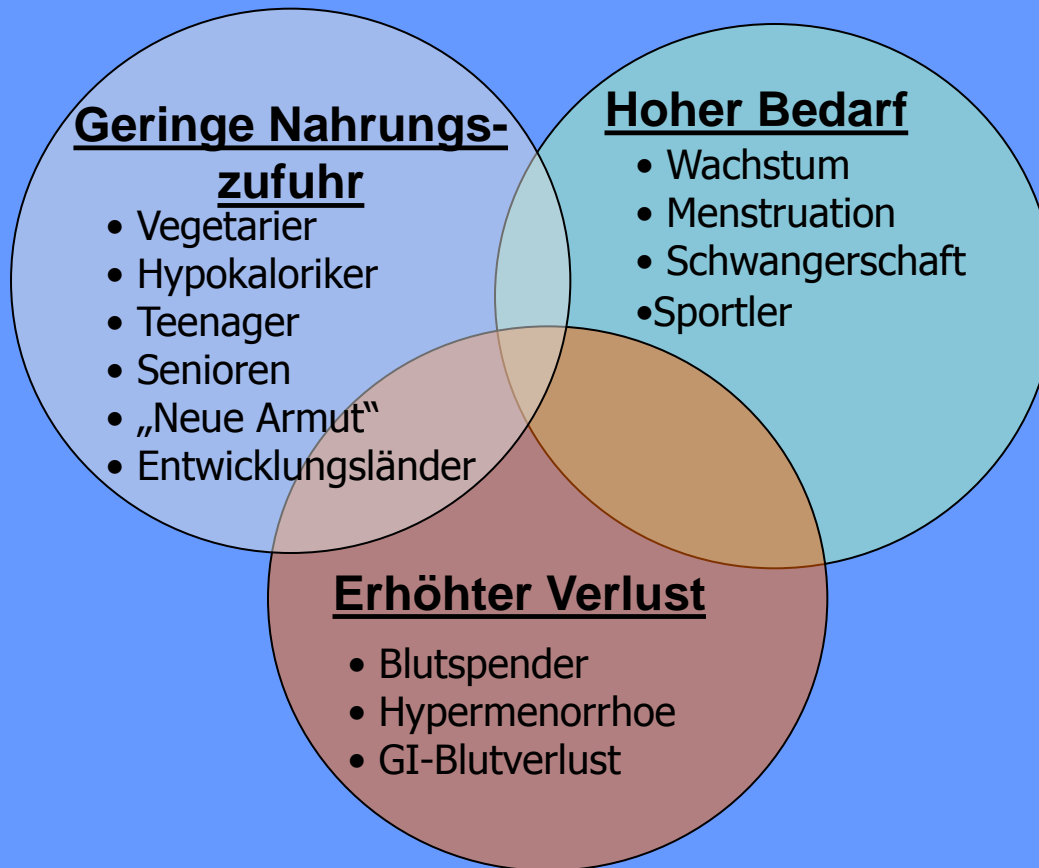 Geringe Nahrungs-
zufuhr
• Vegetarier
• Hypokaloriker
• Teenager
• Senioren
• „Neue Armut“
• Entwicklungsländer
Hoher Bedarf
• Wachstum
• Menstruation
• Schwangerschaft
•Sportler
Erhöhter Verlust
• Blutspender
• Hypermenorrhoe
• GI-Blutverlust